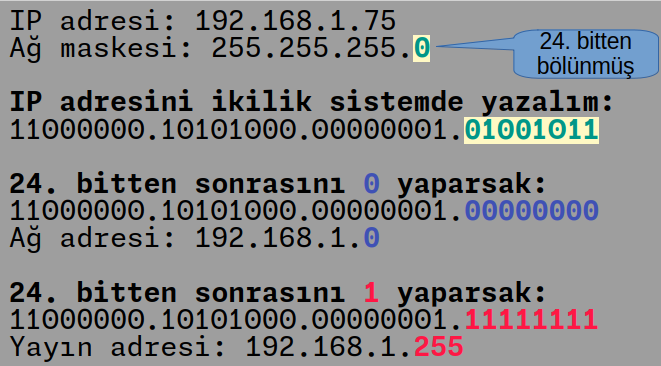 IP adresi: 192.168.1.75
Ağ maskesi: 255.255.255.0
24. bitten
bölünmüş
IP adresini ikilik sistemde yazalım:
11000000.10101000.00000001.01001011
24. bitten sonrasını 0 yaparsak:
11000000.10101000.00000001.00000000
Ağ adresi: 192.168.1.0
24. bitten sonrasını 1 yaparsak:
11000000.10101000.00000001.11111111
Yayın adresi: 192.168.1.255